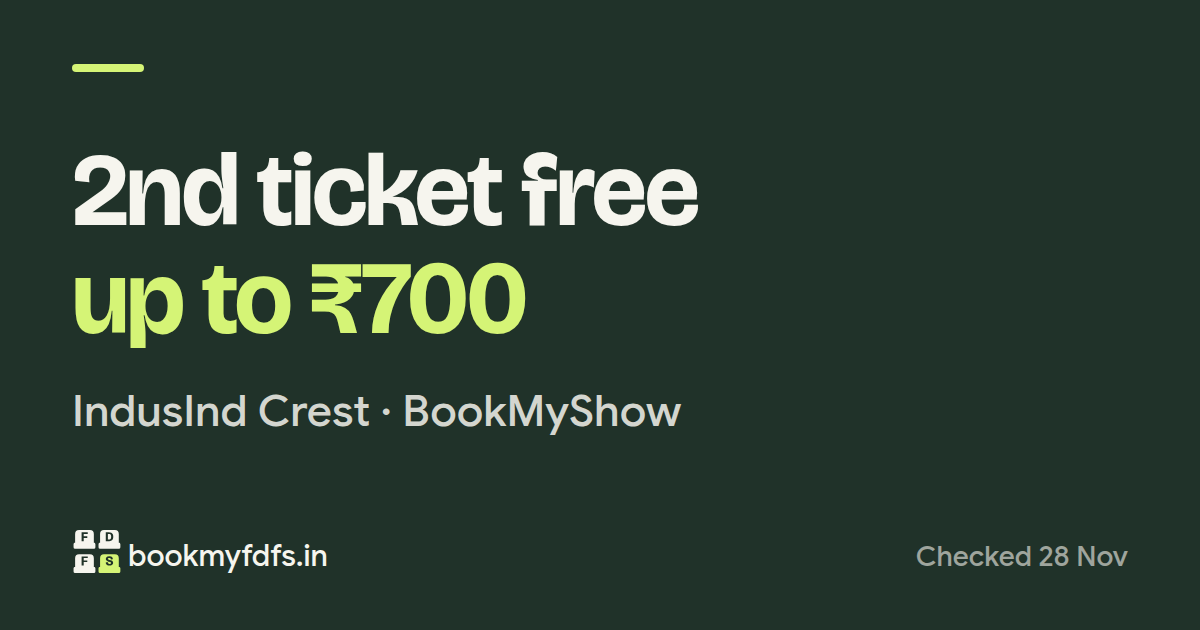 2nd ticket free
up to ₹700
IndusInd Crest · BookMyShow
F D
F S
bookmyfdfs.in
Checked 28 Nov